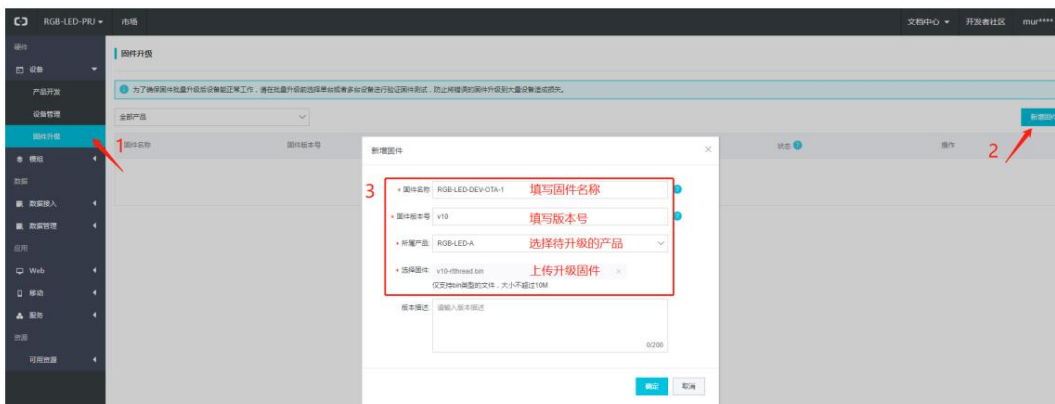 RGB-LED-PRJ 市场 文档中心 开发者社区 mur****
硬件
固件升级
设备
产品开发
为了确保固件批量升级后设备能正常工作，请在批量升级前选择单台或者多台设备进行验证固件测试，防止将错误的固件升级到大量设备造成损失。
设备管理
全部产品
新增固件
固件升级
1
固件名称 固件版本号 状态 操作
2
新增固件
模组
3
固件名称 RGB-LED-DEV-OTA-1 填写固件名称
数据
数据接入
固件版本号 v10 填写版本号
数据管理
所属产品 RGB-LED-A 选择待升级的产品
应用
Web
选择固件: v10-rtthread.bin 上传升级固件
仅支持bin类型的文件，大小不超过10M
移动
版本描述 请输入版本描述
服务
资源
0/200
可用资源
确定 取消